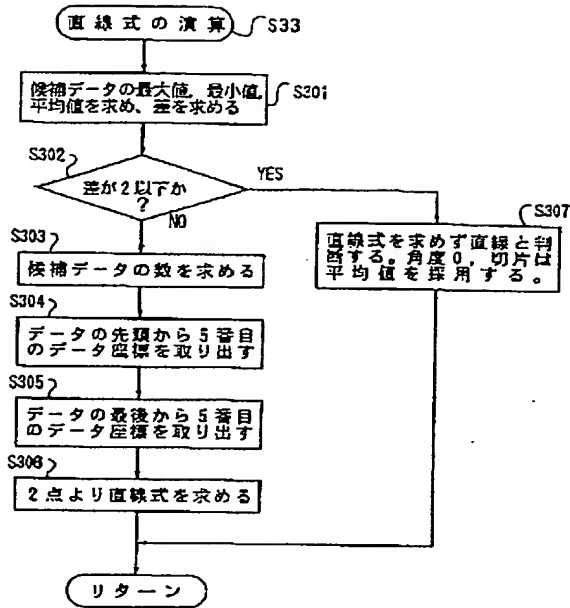 直線式の演算 S33
候補データの最大値、最小値、
平均値を求め、差を求める
S301
S302
差が2以下か
?
YES
NO
S303
候補データの数を求める
S304
データの先頭から5番目
のデータ座標を取り出す
S305
データの最後から5番目
のデータ座標を取り出す
S306
2点より直線式を求める
S307
直線式を求めず直線と判
断する。角度0,切片は
平均値を採用する。
リターン